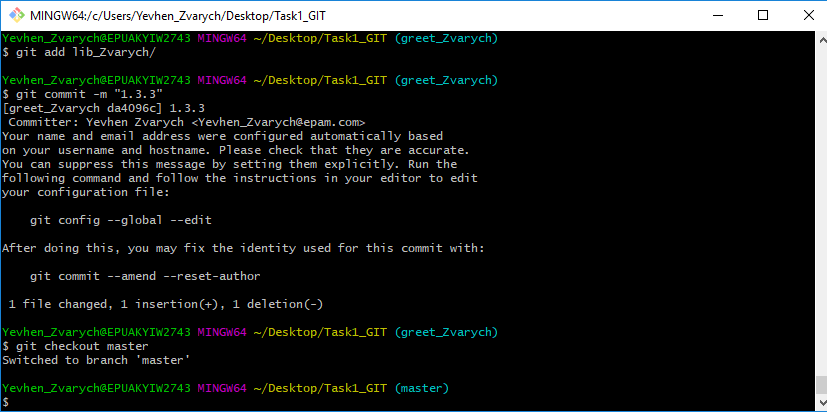 MINGW64:/c/Users/Yevhen_Zvarych/Desktop/Task1_GIT
Yevhen_Zvarych@EPUAKYIW2743 MINGW64 ~/Desktop/Task1_GIT (greet_Zvarych)
$ git add lib_Zvarych/
Yevhen_Zvarych@EPUAKYIW2743 MINGW64 ~/Desktop/Task1_GIT (greet_Zvarych)
$ git commit -m "1.3.3"
[greet_Zvarych da4096c] 1.3.3
Committer: Yevhen Zvarych <Yevhen_Zvarych@epam.com>
Your name and email address were configured automatically based
on your username and hostname. Please check that they are accurate.
You can suppress this message by setting them explicitly. Run the
following command and follow the instructions in your editor to edit
your configuration file:
git config --global --edit
After doing this, you may fix the identity used for this commit with:
git commit --amend --reset-author
1 file changed, 1 insertion(+), 1 deletion(-)
Yevhen_Zvarych@EPUAKYIW2743 MINGW64 ~/Desktop/Task1_GIT (greet_Zvarych)
$ git checkout master
Switched to branch 'master'
Yevhen_Zvarych@EPUAKYIW2743 MINGW64 ~/Desktop/Task1_GIT (master)
$